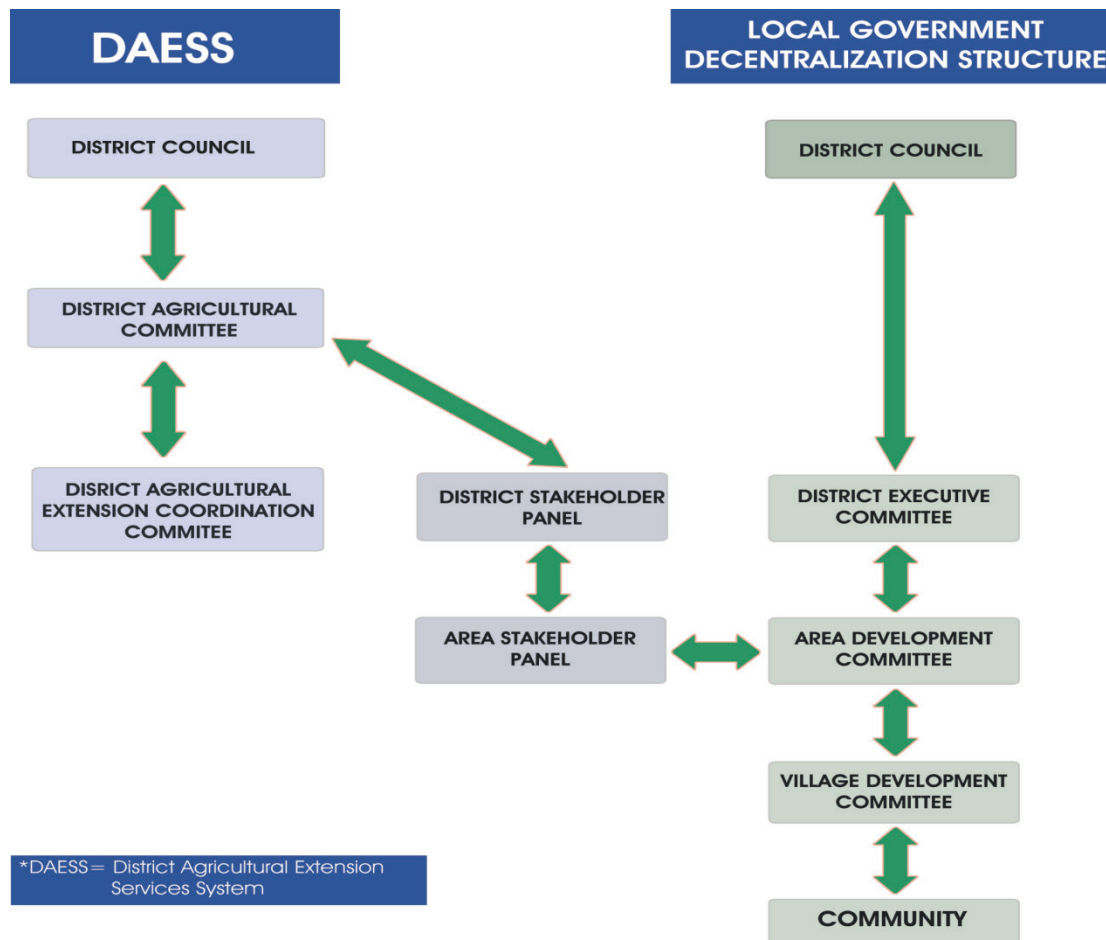 DAESS
LOCAL GOVERNMENT
DECENTRALIZATION STRUCTURE
DISTRICT COUNCIL
DISTRICT COUNCIL
DISTRICT AGRICULTURAL
COMMITTEE
DISRICT AGRICULTURAL
EXTENSION COORDINATION
COMMITEE
DISTRICT STAKEHOLDER
PANEL
DISTRICT EXECUTIVE
COMMITTEE
AREA STAKEHOLDER
PANEL
AREA DEVELOPMENT
COMMITTEE
VILLAGE DEVELOPMENT
COMMITTEE
*DAESS= District Agricultural Extension
Services System
COMMUNITY